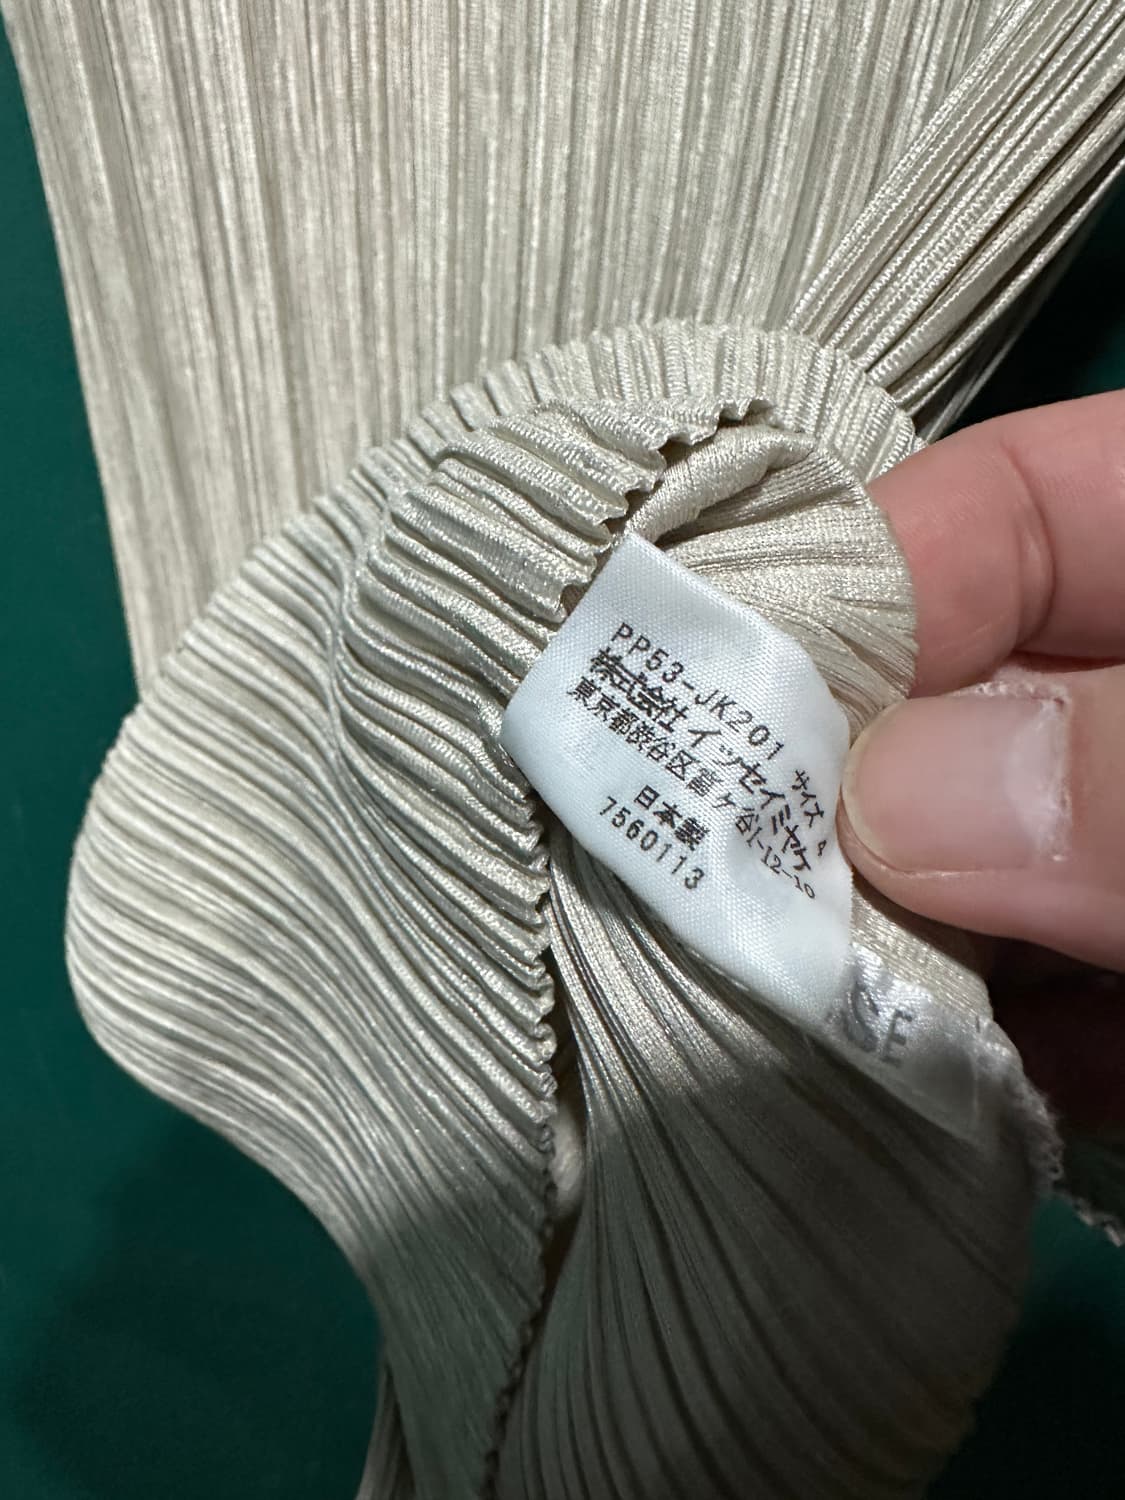 PP53-JK201 サイズ 4
株式会社 イッセイミヤケ
東京都渋谷区富ヶ谷1-12-10
日本製
7560113